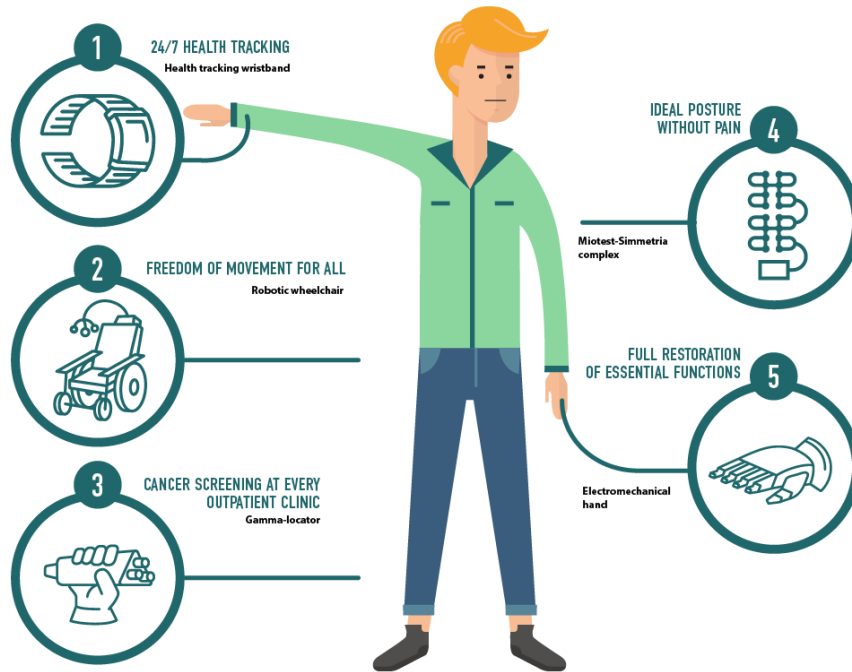 1
24/7 HEALTH TRACKING
Health tracking wristband
2
FREEDOM OF MOVEMENT FOR ALL
Robotic wheelchair
3
CANCER SCREENING AT EVERY
OUTPATIENT CLINIC
Gamma-locator
4
IDEAL POSTURE
WITHOUT PAIN
Miotest-Simmetria
complex
5
FULL RESTORATION
OF ESSENTIAL FUNCTIONS
Electromechanical
hand